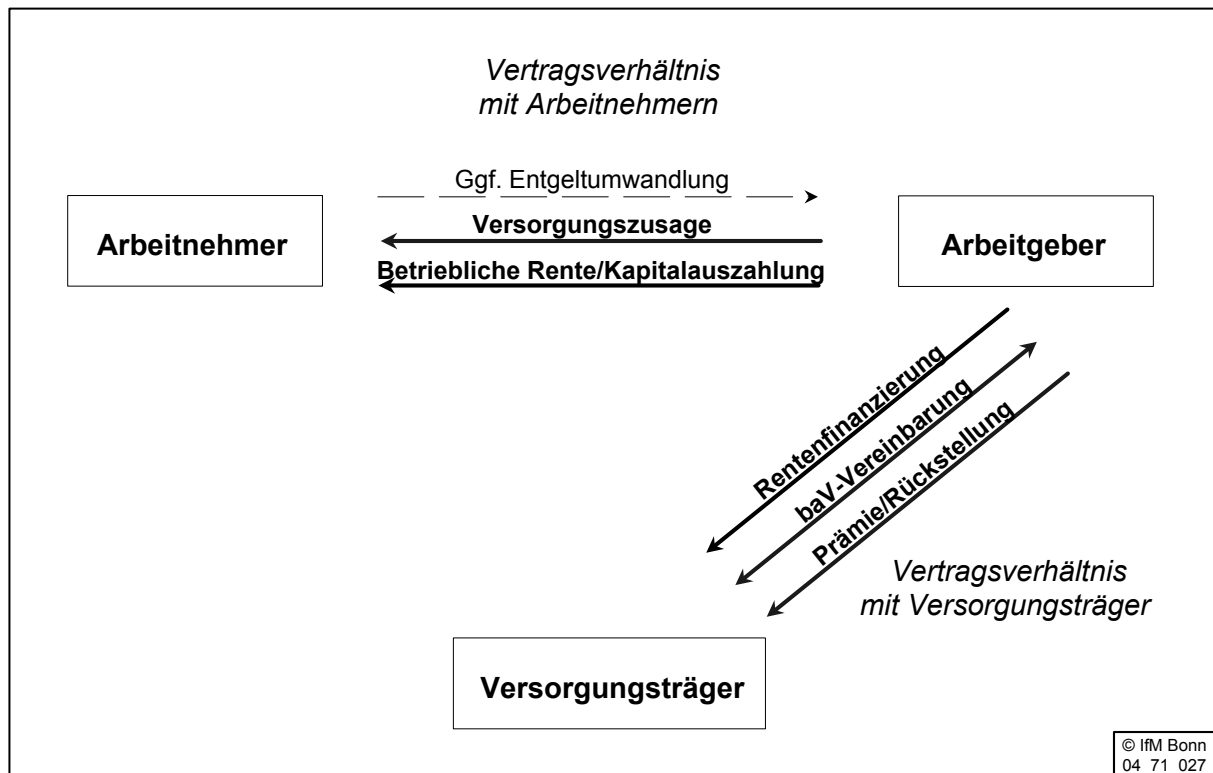 Vertragsverhältnis
mit Arbeitnehmern
Ggf. Entgeltumwandlung
Arbeitnehmer
Versorgungszusage
Arbeitgeber
Betriebliche Rente/Kapitalauszahlung
Rentenfinanzierung
baV-Vereinbarung
Prämie/Rückstellung
Vertragsverhältnis
mit Versorgungsträger
Versorgungsträger
© IfM Bonn
04 71 027